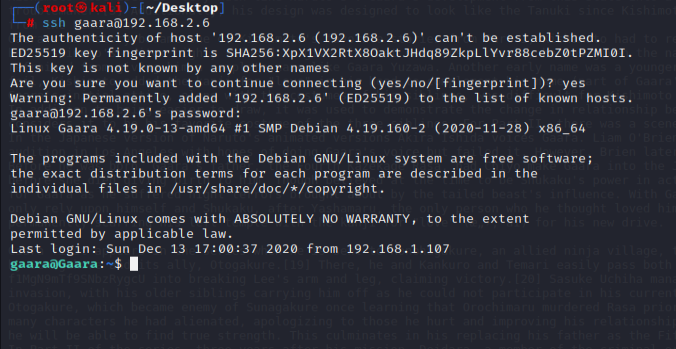 ┌──(root㉿kali)-[~/Desktop]
└─# ssh gaara@192.168.2.6
The authenticity of host '192.168.2.6 (192.168.2.6)' can't be established.
ED25519 key fingerprint is SHA256:XpX1VX2RtX8OaktJHdq89ZkpLlYvr88cebZ0tPZMI0I.
This key is not known by any other names
Are you sure you want to continue connecting (yes/no/[fingerprint])? yes
Warning: Permanently added '192.168.2.6' (ED25519) to the list of known hosts.
gaara@192.168.2.6's password:
Linux Gaara 4.19.0-13-amd64 #1 SMP Debian 4.19.160-2 (2020-11-28) x86_64

The programs included with the Debian GNU/Linux system are free software;
the exact distribution terms for each program are described in the
individual files in /usr/share/doc/*/copyright.

Debian GNU/Linux comes with ABSOLUTELY NO WARRANTY, to the extent
permitted by applicable law.
Last login: Sun Dec 13 17:00:37 2020 from 192.168.1.107
gaara@Gaara:~$